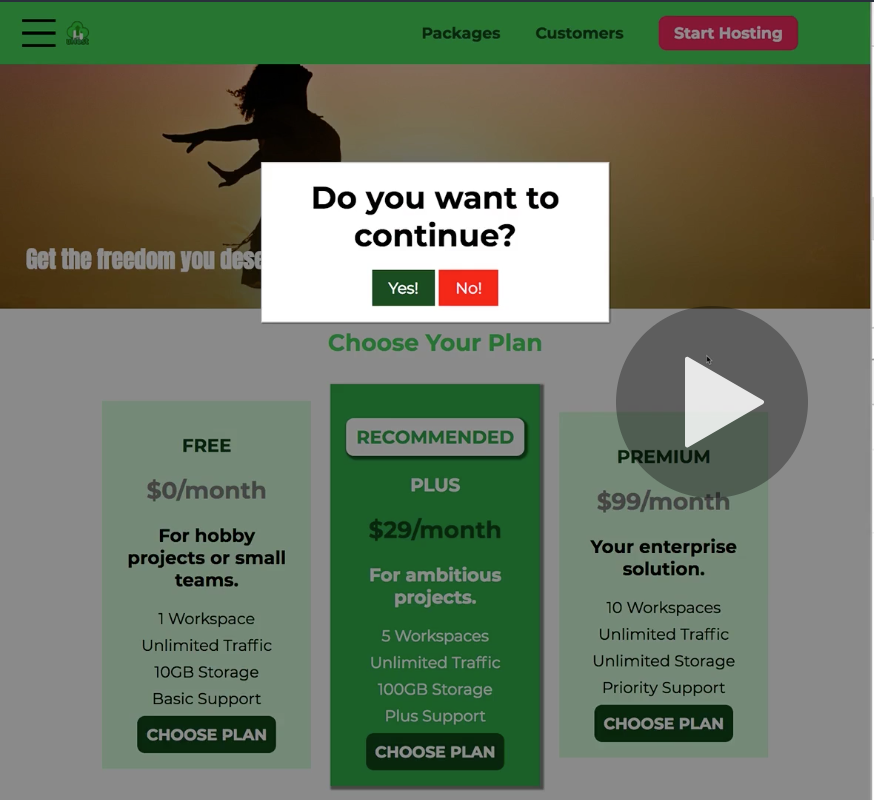 Packages Customers Start Hosting
Get the freedom you dese
Do you want to
continue?
Yes! No!
Choose Your Plan
FREE
$0/month
For hobby
projects or small
teams.
1 Workspace
Unlimited Traffic
10GB Storage
Basic Support
CHOOSE PLAN
RECOMMENDED
PLUS
$29/month
For ambitious
projects.
5 Workspaces
Unlimited Traffic
100GB Storage
Plus Support
CHOOSE PLAN
PREMIUM
$99/month
Your enterprise
solution.
10 Workspaces
Unlimited Traffic
Unlimited Storage
Priority Support
CHOOSE PLAN